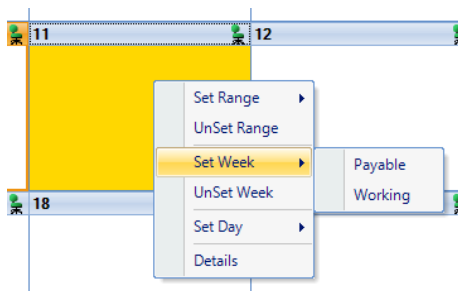 11
12
Set Range
UnSet Range
Set Week
Payable
UnSet Week
Working
18
Set Day
Details